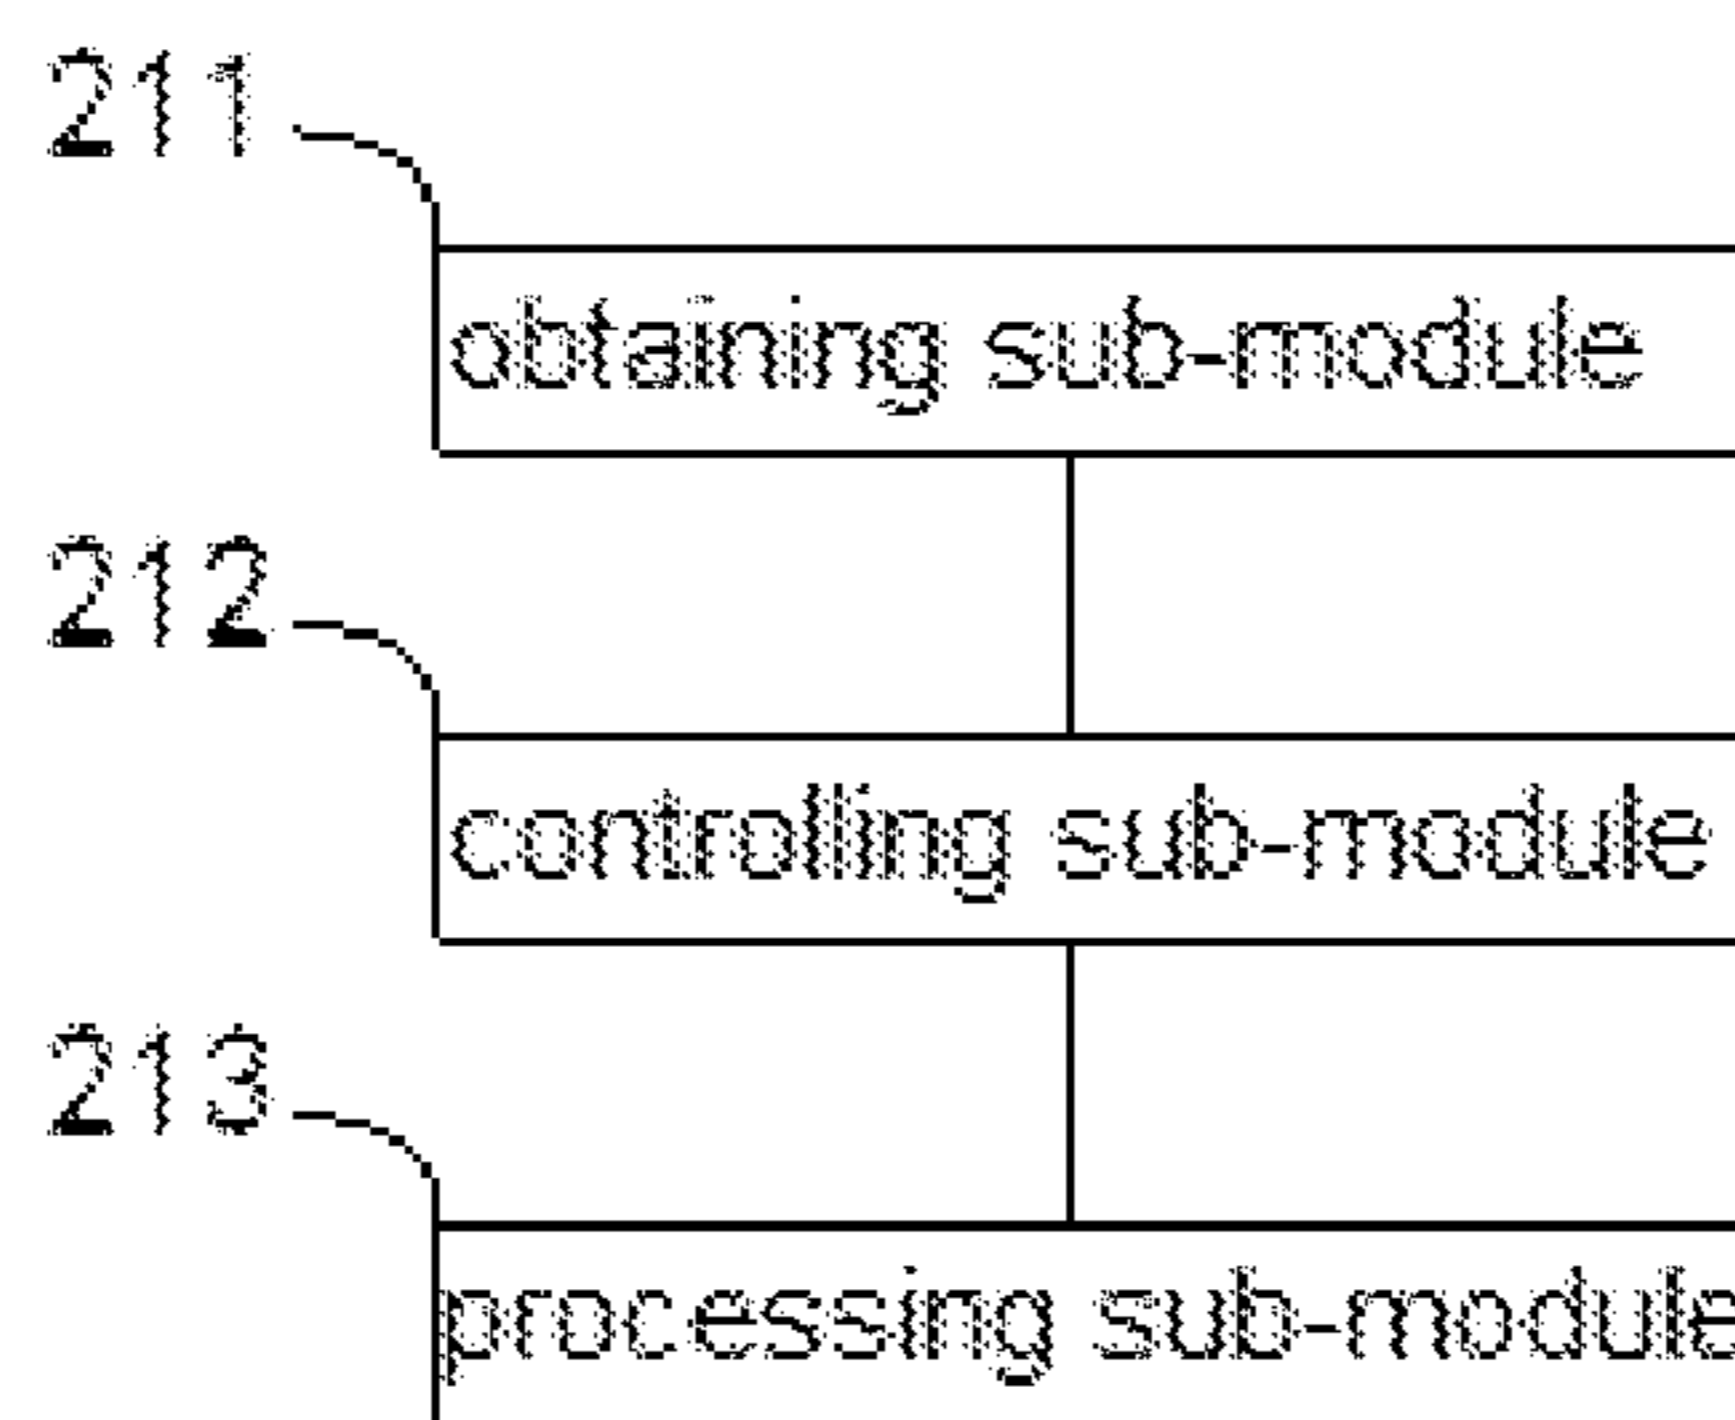 211
obtaining sub-module
212
controlling sub-module
213
processing sub-module